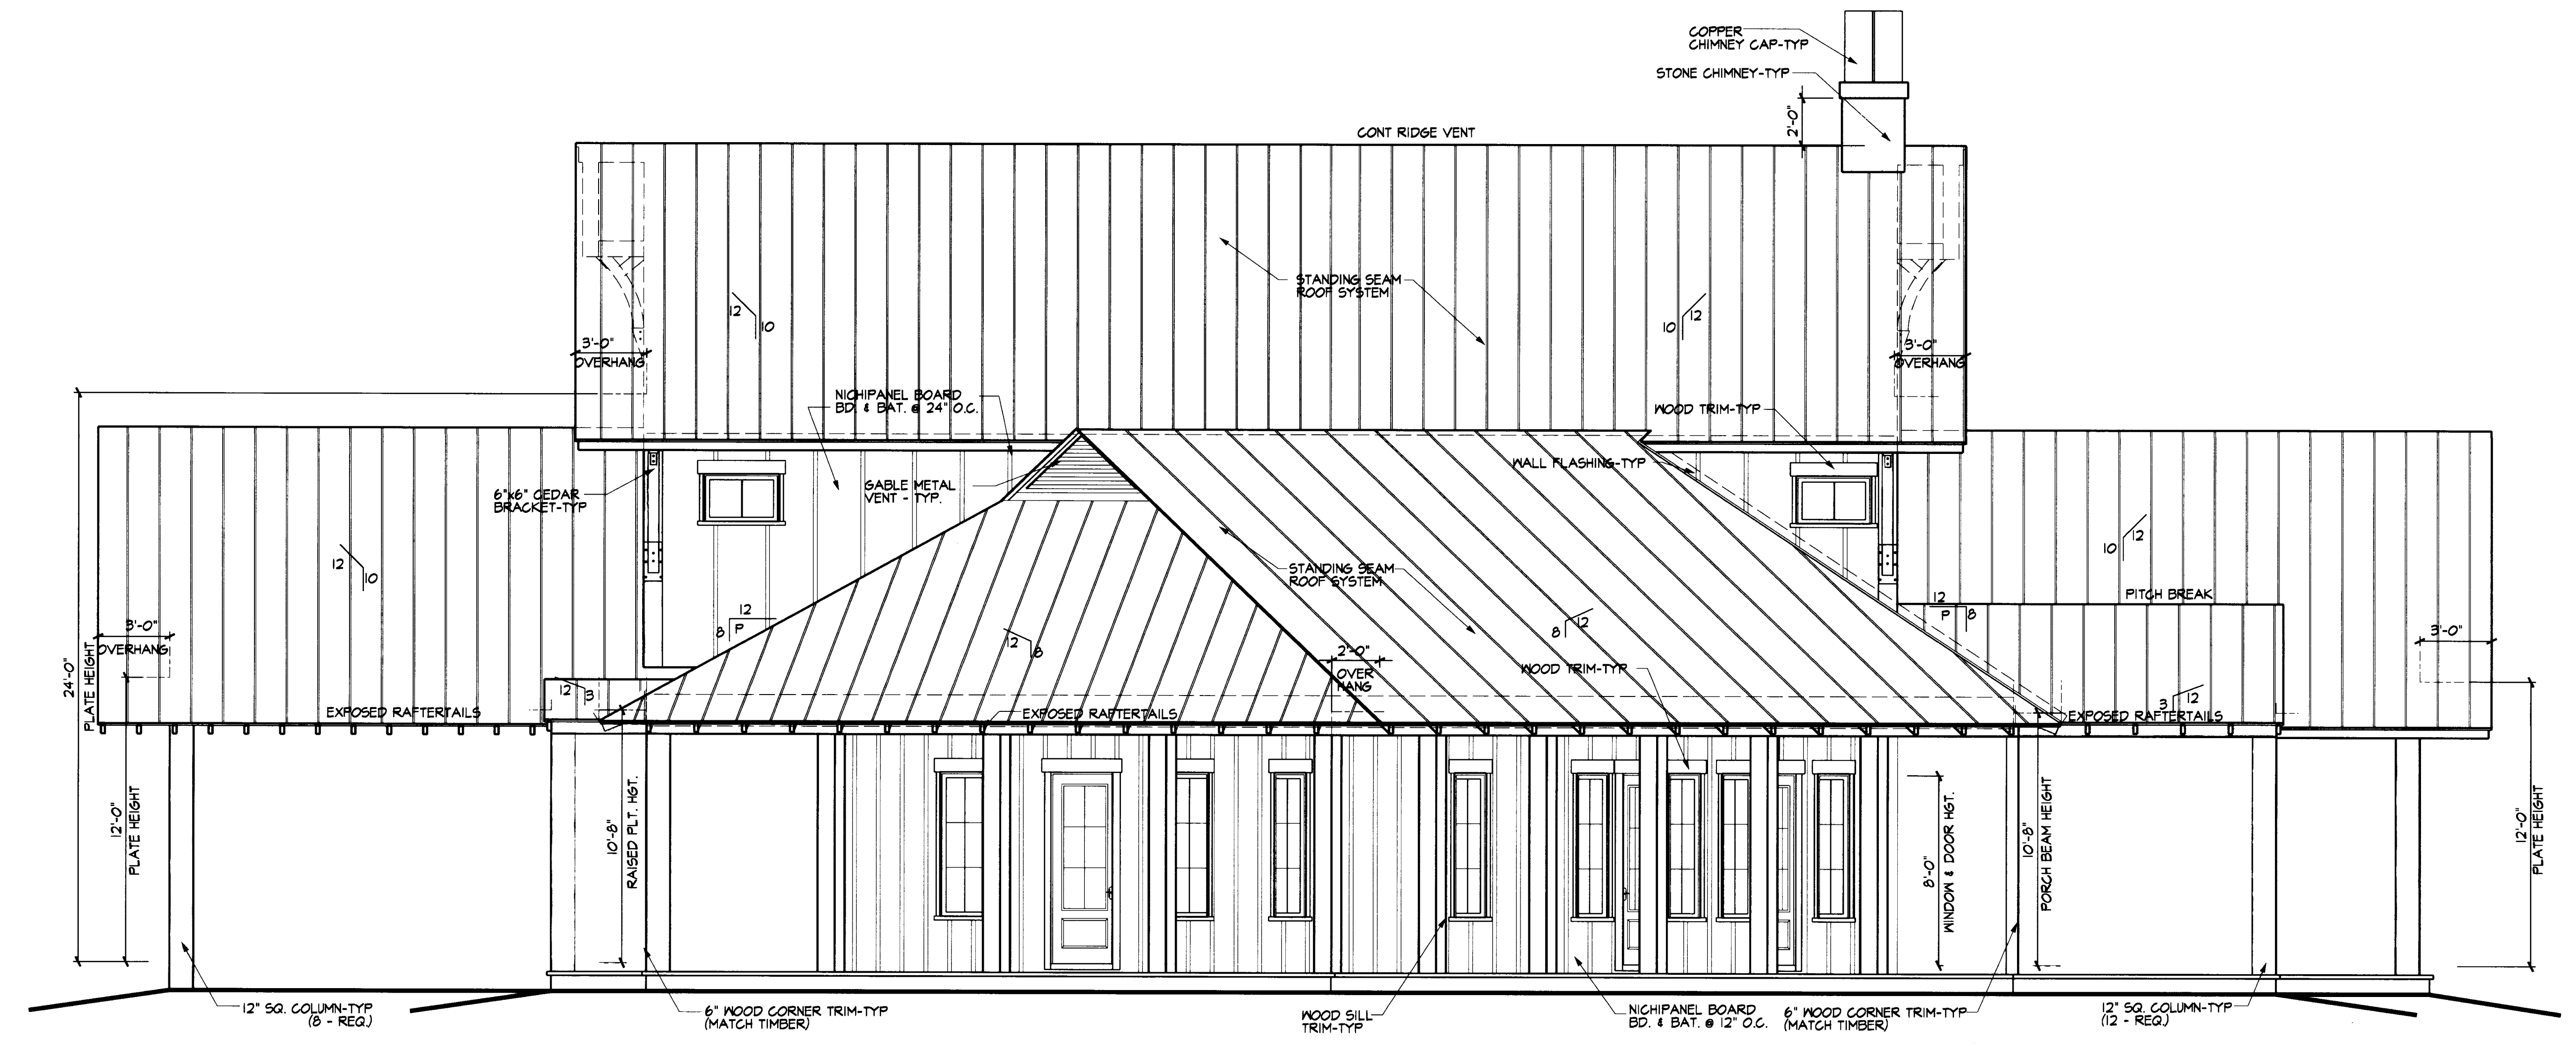 COPPER
CHIMNEY CAP-TYP
STONE CHIMNEY-TYP
2'-0"
CONT RIDGE VENT
STANDING SEAM
ROOF SYSTEM
12
10
10
12
3'-0"
OVERHANG
3'-0"
OVERHANG
NICHIPANEL BOARD
BD. & BAT. @ 24" O.C.
WOOD TRIM-TYP
WALL FLASHING-TYP
GABLE METAL
VENT - TYP.
6"x6" CEDAR
BRACKET-TYP
12
10
10
12
STANDING SEAM
ROOF SYSTEM
PITCH BREAK
12
8
P
12
P
8
12
8
8
12
3'-0"
OVERHANG
3'-0"
2'-0"
OVER
HANG
WOOD TRIM-TYP
24'-0"
PLATE HEIGHT
12
3
3
12
EXPOSED RAFTERTAILS
EXPOSED RAFTERTAILS
EXPOSED RAFTERTAILS
12'-0"
PLATE HEIGHT
10'-8"
RAISED PLT. HGT.
8'-0"
WINDOW & DOOR HGT.
10'-8"
PORCH BEAM HEIGHT
12'-0"
PLATE HEIGHT
12" SQ. COLUMN-TYP
(8 - REQ.)
6" WOOD CORNER TRIM-TYP
(MATCH TIMBER)
WOOD SILL
TRIM-TYP
NICHIPANEL BOARD
BD. & BAT. @ 12" O.C.
6" WOOD CORNER TRIM-TYP
(MATCH TIMBER)
12" SQ. COLUMN-TYP
(12 - REQ.)